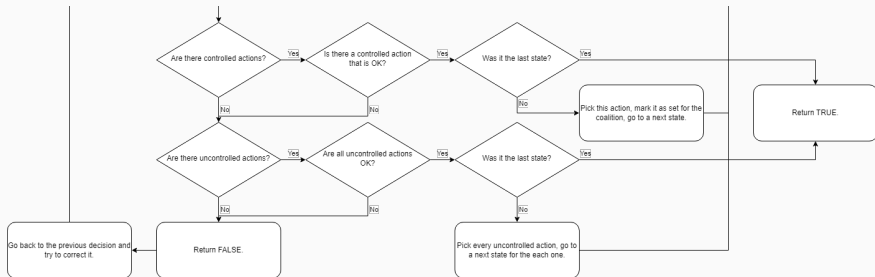 Are there controlled actions?
Yes
Is there a controlled action
that is OK?
Yes
Was it the last state?
Yes
No
No
No
Pick this action, mark it as set for the
coalition, go to a next state.
Return TRUE.
Are there uncontrolled actions?
Yes
Are all uncontrolled actions
OK?
Yes
Was it the last state?
Yes
No
No
No
Go back to the previous decision and
try to correct it.
Return FALSE.
Pick every uncontrolled action, go to
a next state for the each one.